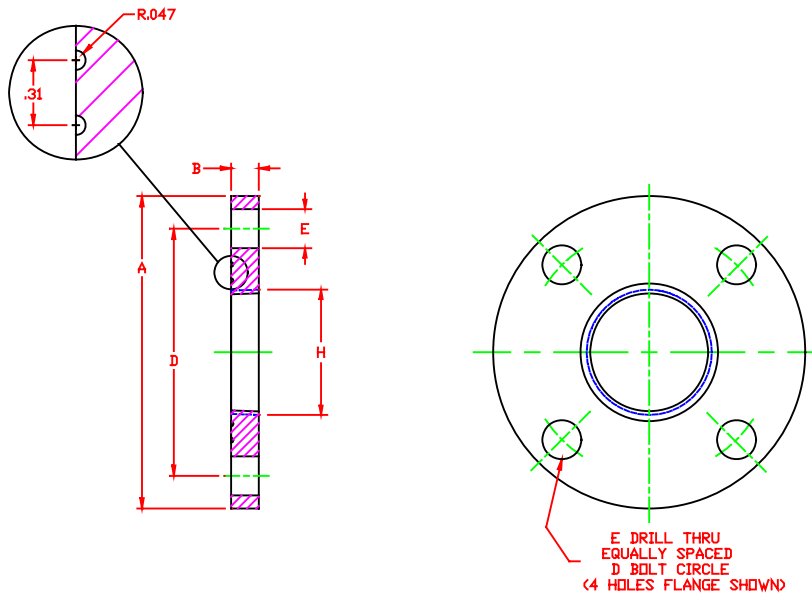 R.047
.31
B
E
A
D
H
E DRILL THRU
EQUALLY SPACED
D BOLT CIRCLE
(4 HOLES FLANGE SHOWN)